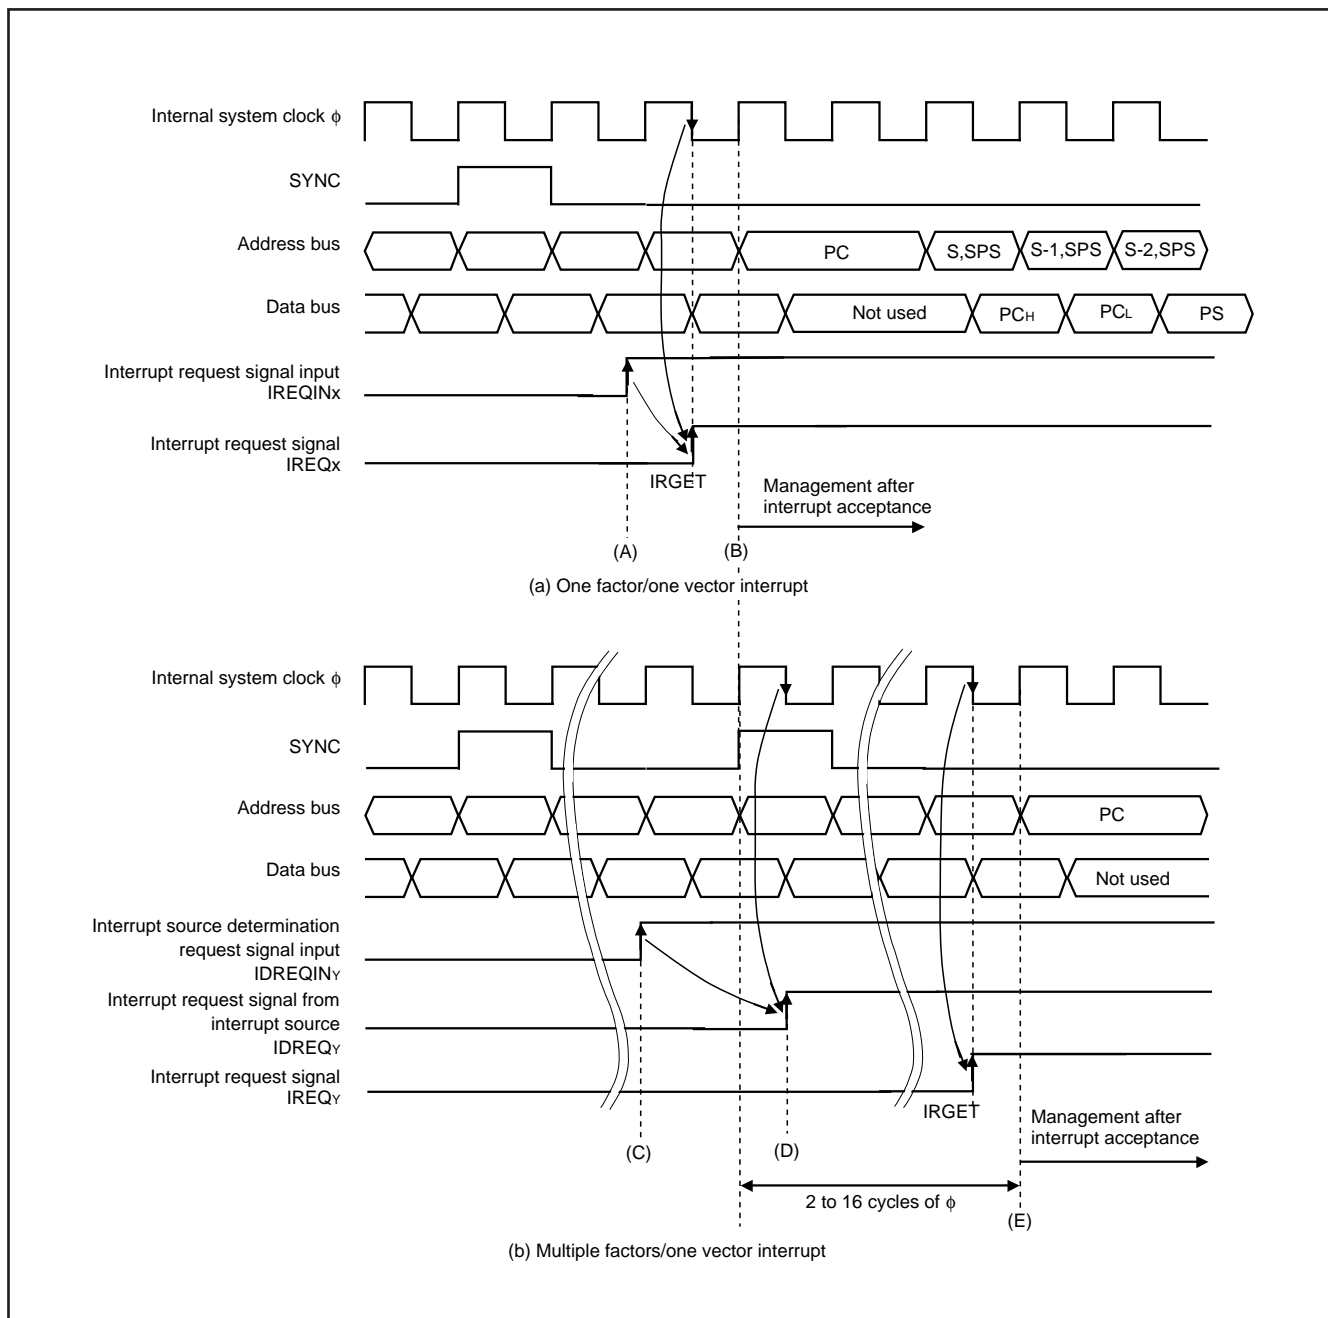 Internal system clock ϕ
SYNC
Address bus
PC
S,SPS
S-1,SPS
S-2,SPS
Data bus
Not used
PCH
PCL
PS
Interrupt request signal input
IREQINx
Interrupt request signal
IREQx
IRGET
Management after
interrupt acceptance
(A)
(B)
(a) One factor/one vector interrupt
Internal system clock ϕ
SYNC
Address bus
PC
Data bus
Not used
Interrupt source determination
request signal input
IDREQINY
Interrupt request signal from
interrupt source
IDREQY
Interrupt request signal
IREQY
IRGET
Management after
interrupt acceptance
(C)
(D)
2 to 16 cycles of ϕ
(E)
(b) Multiple factors/one vector interrupt